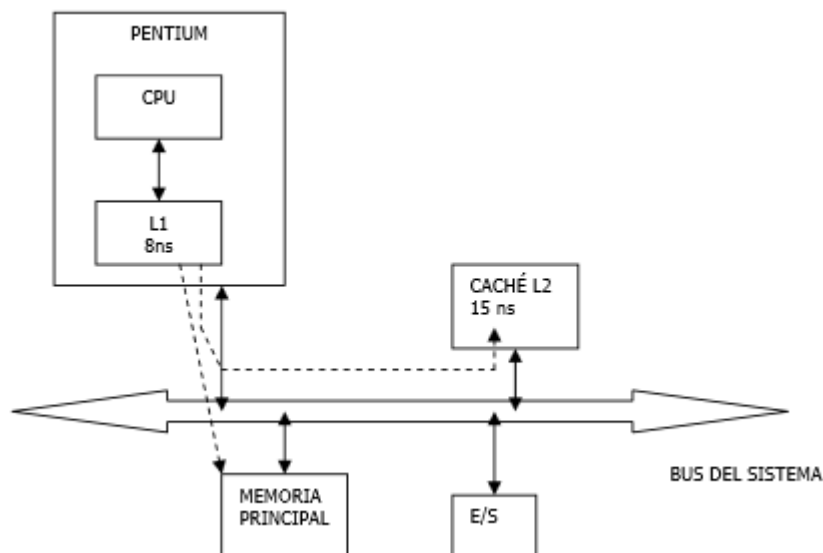 PENTIUM
CPU
L1
8ns
CACHÉ L2
15 ns
BUS DEL SISTEMA
MEMORIA
PRINCIPAL
E/S